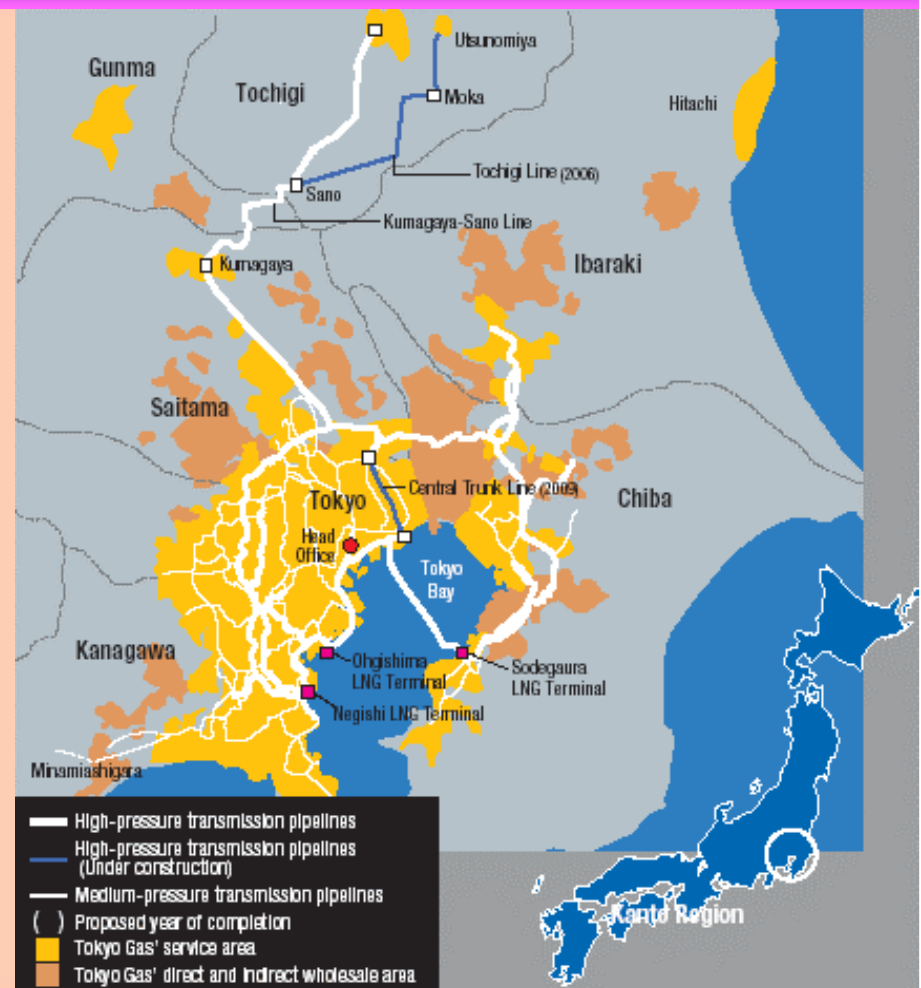 Utsunomiya
Gunma
Tochigi
Moka
Hitachi
Tochigi Line (2006)
Sano
Kumagaya-Sano Line
Kumagaya
Ibaraki
Saitama
Central Trunk Line (2009)
Tokyo
Chiba
Head
Office
Tokyo
Bay
Kanagawa
Ohgishima
LNG Terminal
Sodegaura
LNG Terminal
Negishi LNG Terminal
Minamiashigara
High-pressure transmission pipelines
High-pressure transmission pipelines
(Under construction)
Medium-pressure transmission pipelines
( ) Proposed year of completion
Tokyo Gas' service area
Tokyo Gas' direct and indirect wholesale area
Kanto Region